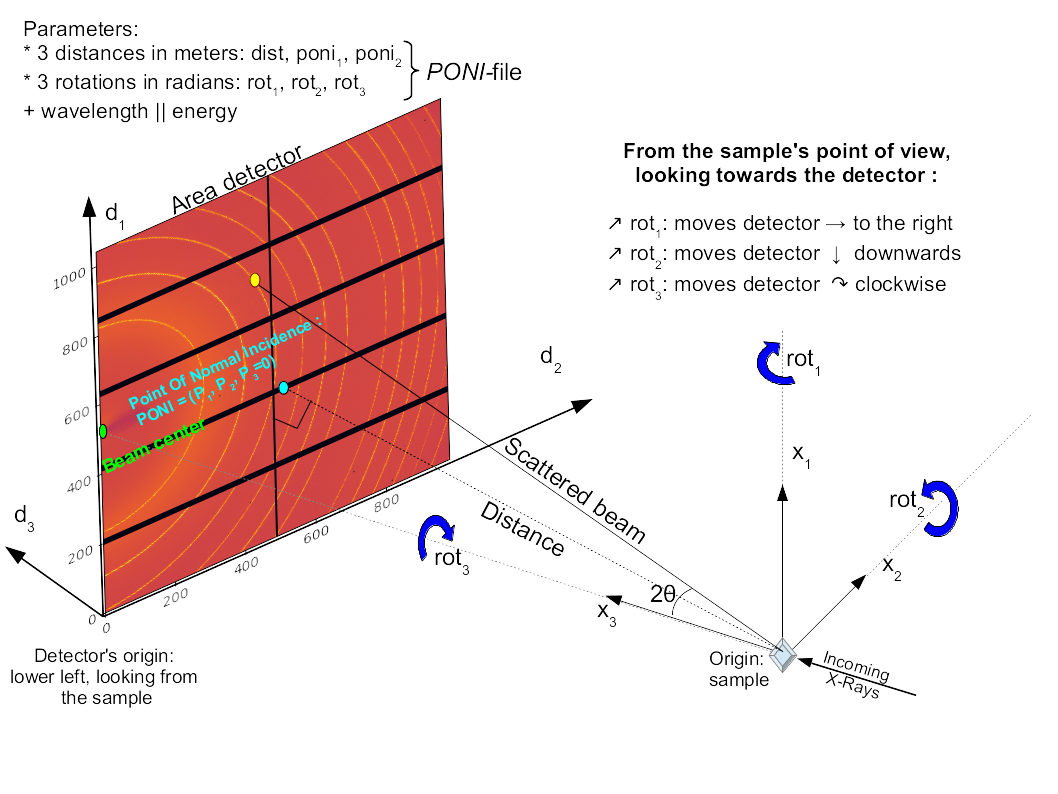 Parameters:
* 3 distances in meters: dist, poni₁, poni₂
* 3 rotations in radians: rot₁, rot₂, rot₃
PONI-file
+ wavelength || energy
From the sample's point of view,
looking towards the detector :
↗ rot₁: moves detector → to the right
↗ rot₂: moves detector ↓ downwards
↗ rot₃: moves detector ↷ clockwise
Area detector
d₁
1000
800
600
400
200
0
Point Of Normal Incidence :
PONI = (P₁, P₂, P₃=0)
Beam center
d₂
d₃
0
200
400
600
800
Scattered beam
Distance
rot₁
x₁
rot₂
x₂
rot₃
x₃
2θ
Origin:
sample
Incoming
X-Rays
Detector's origin:
lower left, looking from
the sample